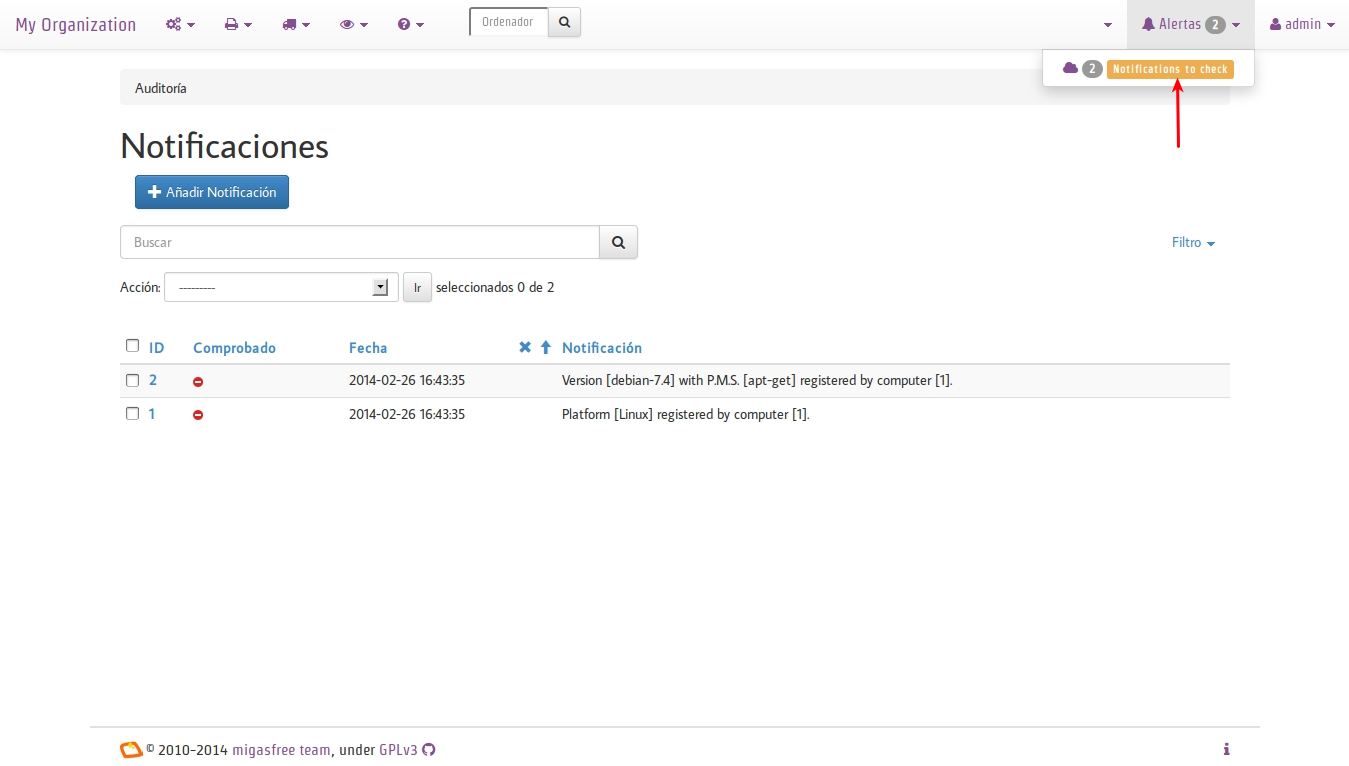 My Organization Ordenador Alertas 2 admin
2 Notifications to check
Auditoría
Notificaciones
Añadir Notificación
Buscar Filtro
Acción: --------- Ir seleccionados 0 de 2
ID Comprobado Fecha Notificación
2 2014-02-26 16:43:35 Version [debian-7.4] with P.M.S. [apt-get] registered by computer [1].
1 2014-02-26 16:43:35 Platform [Linux] registered by computer [1].
© 2010-2014 migasfree team, under GPLv3